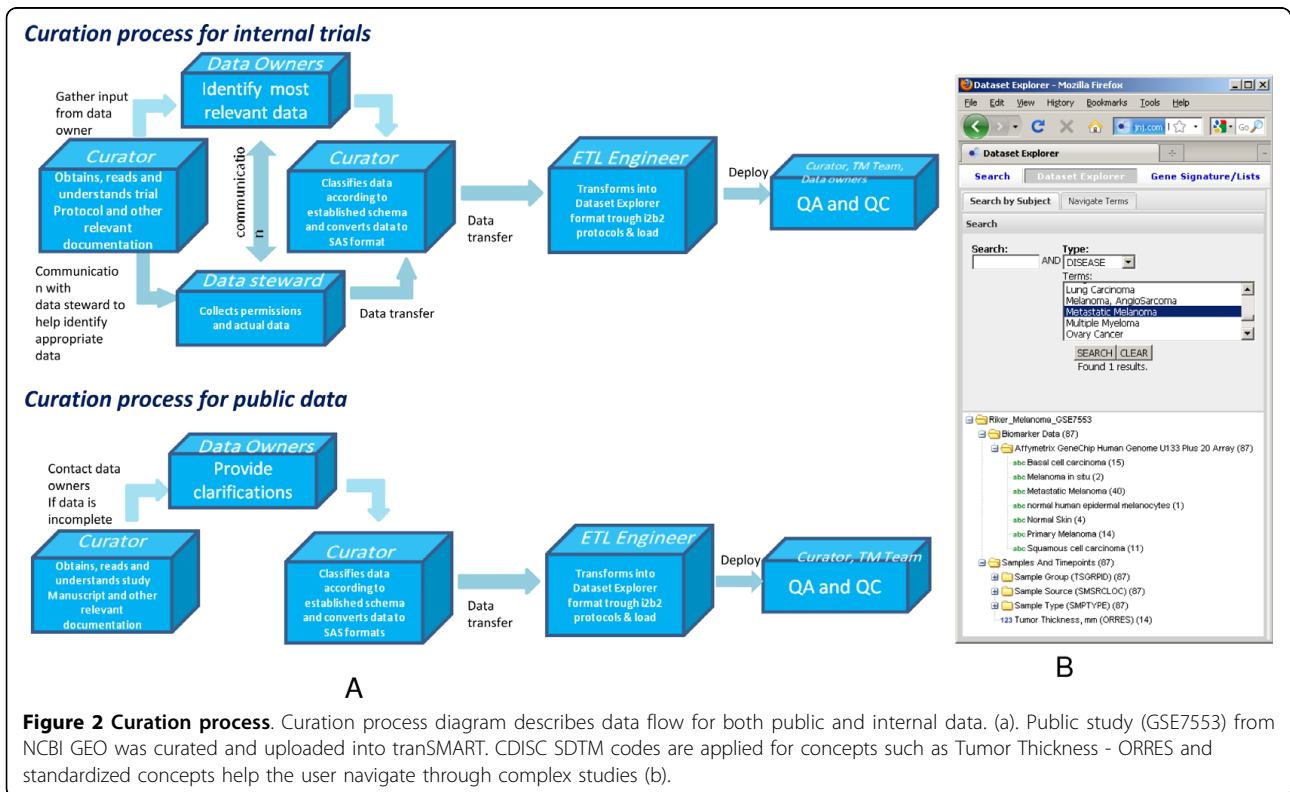 Curation process for internal trials
Data Owners
Identify most
relevant data
Gather input
from data
owner
Curator
Obtains, reads and
understands trial
Protocol and other
relevant
documentation
communicatio
n
Curator
Classifies data
according to
established schema
and converts data to
SAS format
Communicatio
n with
data steward to
help identify
appropriate
data
Data steward
Collects permissions
and actual data
Data transfer
Data
transfer
ETL Engineer
Transforms into
Dataset Explorer
format trough i2b2
protocols & load
Deploy
Curator, TM Team,
Data owners
QA and QC
Curation process for public data
Data Owners
Provide
clarifications
Contact data
owners
If data is
incomplete
Curator
Obtains, reads and
understands study
Manuscript and other
relevant
documentation
Curator
Classifies data
according to
established schema
and converts data to
SAS formats
Data
transfer
ETL Engineer
Transforms into
Dataset Explorer
format trough i2b2
protocols & load
Deploy
Curator, TM Team
QA and QC
A
Dataset Explorer - Mozilla Firefox
File Edit View History Bookmarks Tools Help
jnj.com
Go
Dataset Explorer
Search Dataset Explorer Gene Signature/Lists
Search by Subject Navigate Terms
Search
Search: Type:
AND DISEASE
Terms:
Lung Carcinoma
Melanoma, AngioSarcoma
Metastatic Melanoma
Multiple Myeloma
Ovary Cancer
SEARCH CLEAR
Found 1 results.
Riker_Melanoma_GSE7553
Biomarker Data (87)
Affymetrix GeneChip Human Genome U133 Plus 20 Array (87)
abc Basal cell carcinoma (15)
abc Melanoma in situ (2)
abc Metastatic Melanoma (40)
abc normal human epidermal melanocytes (1)
abc Normal Skin (4)
abc Primary Melanoma (14)
abc Squamous cell carcinoma (11)
Samples And Timepoints (87)
Sample Group (TSGRPID) (87)
Sample Source (SMSRCLOC) (87)
Sample Type (SMPTYPE) (87)
123 Tumor Thickness, mm (ORRES) (14)
B
Figure 2 Curation process. Curation process diagram describes data flow for both public and internal data. (a). Public study (GSE7553) from
NCBI GEO was curated and uploaded into tranSMART. CDISC SDTM codes are applied for concepts such as Tumor Thickness - ORRES and
standardized concepts help the user navigate through complex studies (b).